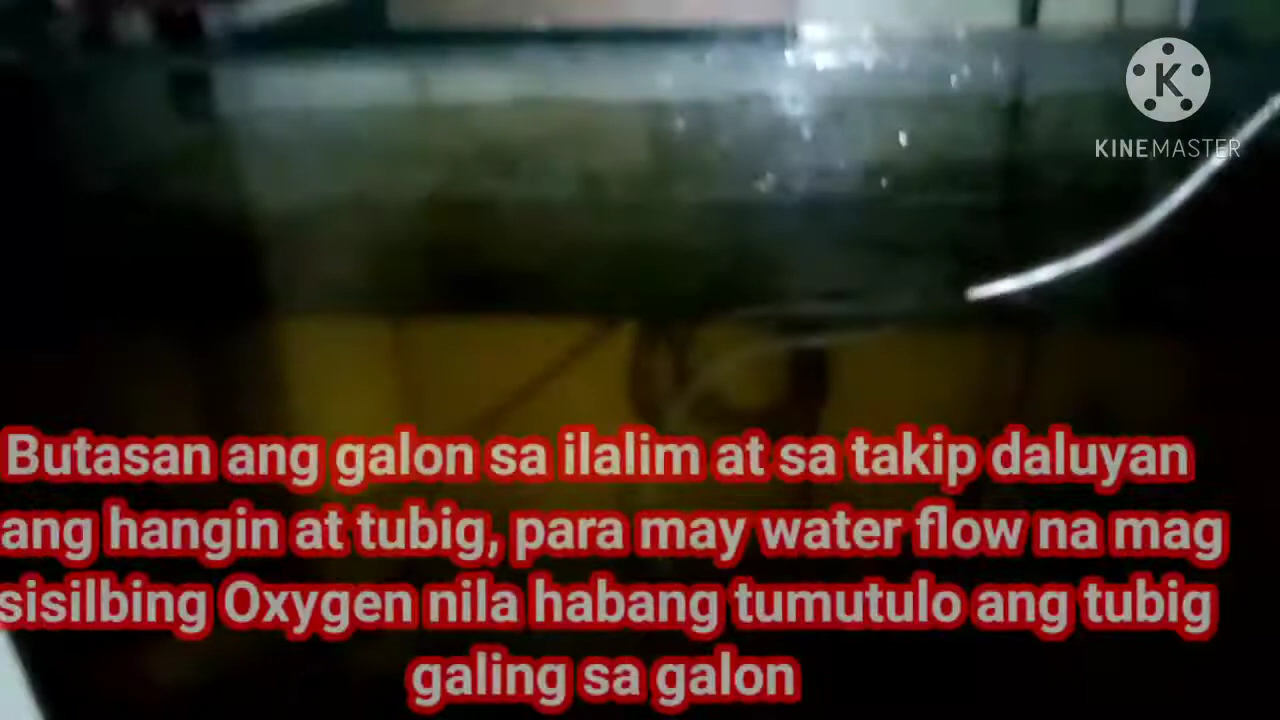 K
KINEMASTER
Butasan ang galon sa ilalim at sa takip daluyan
ang hangin at tubig, para may water flow na mag
sisilbing Oxygen nila habang tumutulo ang tubig
galing sa galon